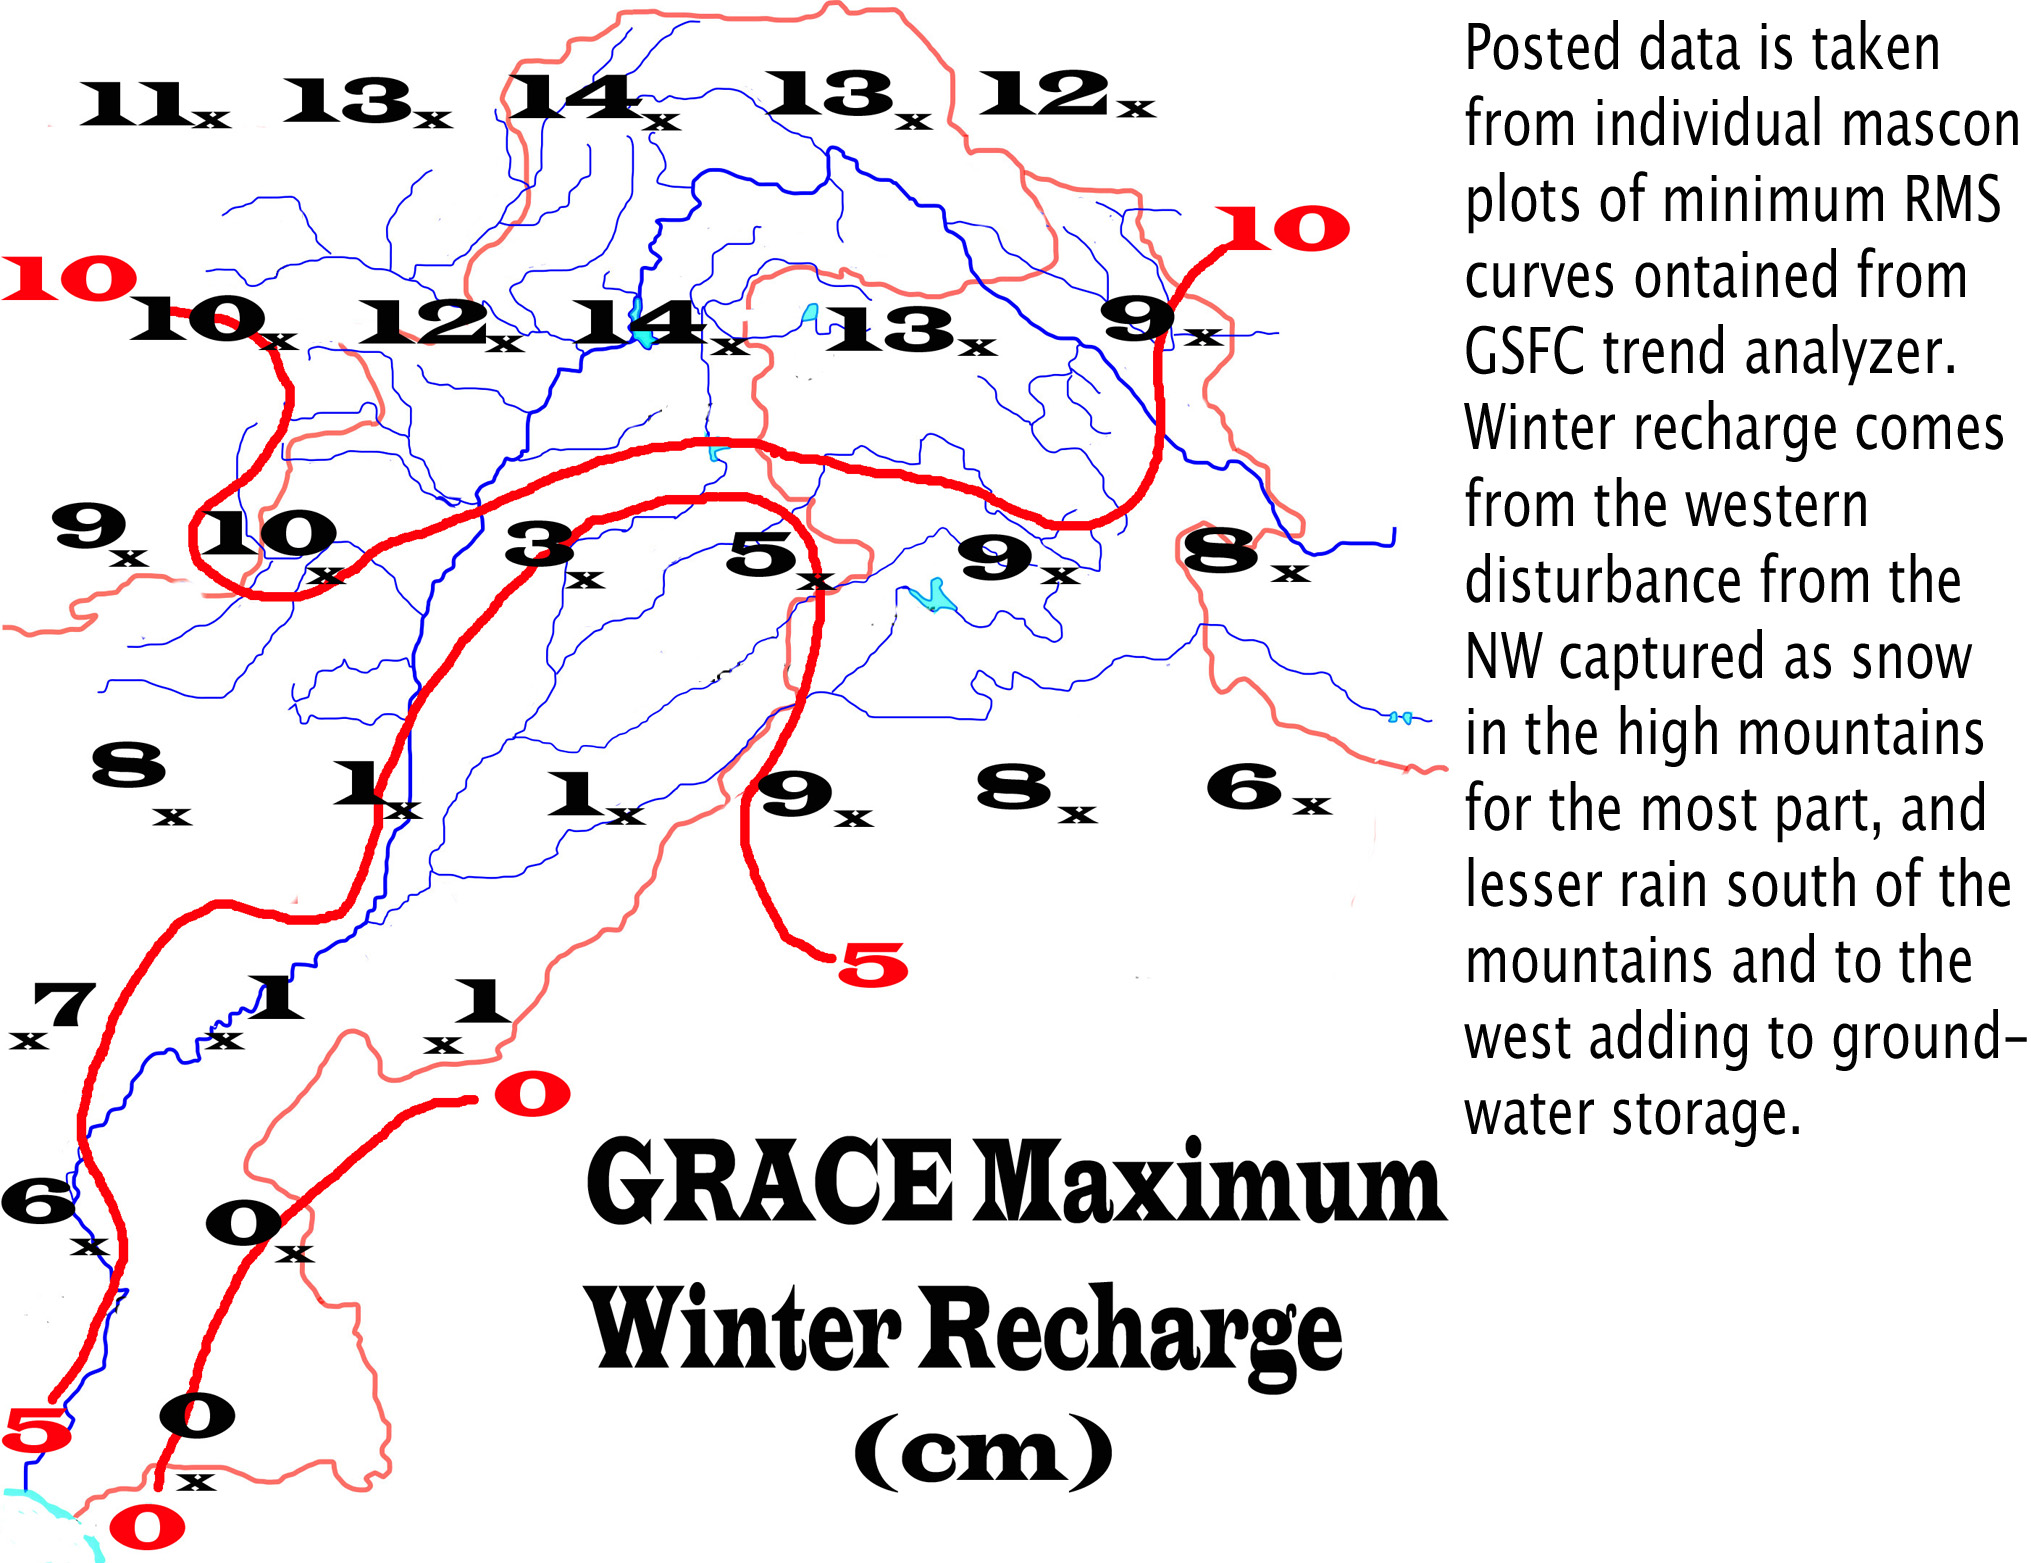 11x 13x 14x 13x 12x
10 10
10x 12x 14x 13x 9x
9x 10x 3x 5x 9x 8x
8x 1x 1x 9x 8x 6x
5
x7 x1 x1
0
6x 0x
5 0x
0
GRACE Maximum
Winter Recharge
(cm)
Posted data is taken
from individual mascon
plots of minimum RMS
curves ontained from
GSFC trend analyzer.
Winter recharge comes
from the western
disturbance from the
NW captured as snow
in the high mountains
for the most part, and
lesser rain south of the
mountains and to the
west adding to ground-
water storage.